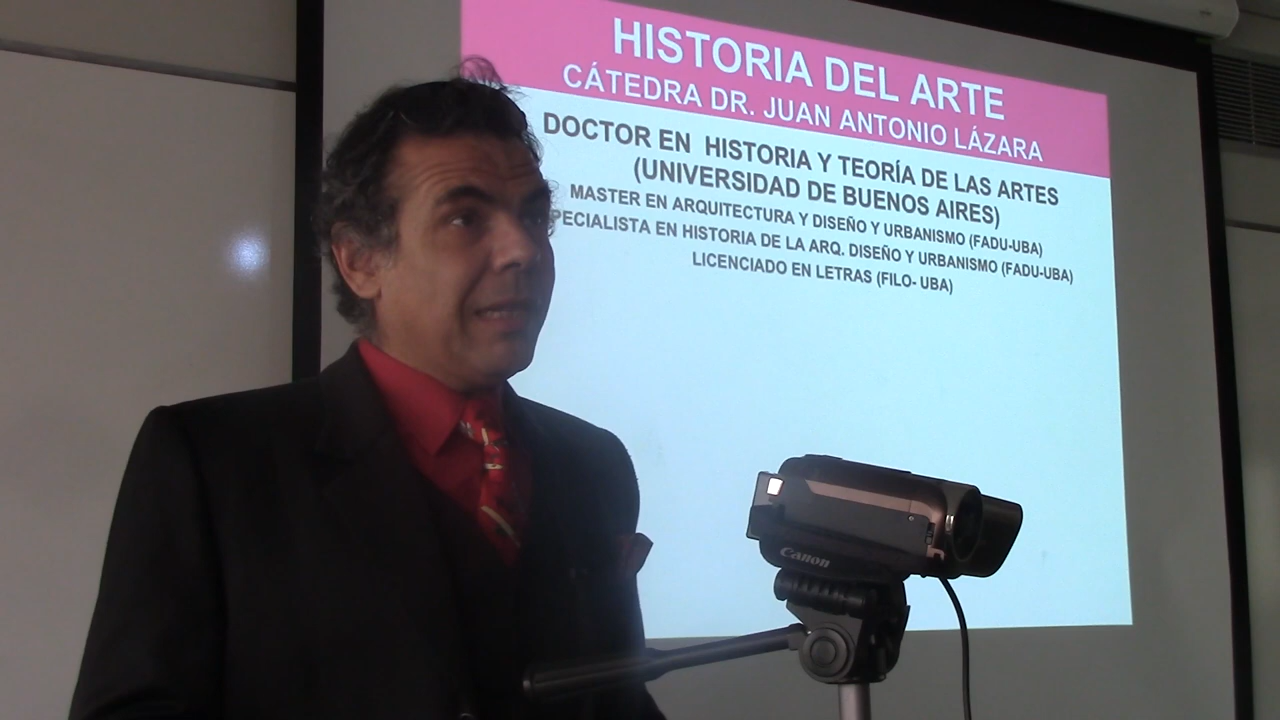 HISTORIA DEL ARTE
CÁTEDRA DR. JUAN ANTONIO LÁZARA
DOCTOR EN HISTORIA Y TEORÍA DE LAS ARTES
(UNIVERSIDAD DE BUENOS AIRES)
MASTER EN ARQUITECTURA Y DISEÑO Y URBANISMO (FADU-UBA)
PECIALISTA EN HISTORIA DE LA ARQ. DISEÑO Y URBANISMO (FADU-UBA)
LICENCIADO EN LETRAS (FILO- UBA)
Canon